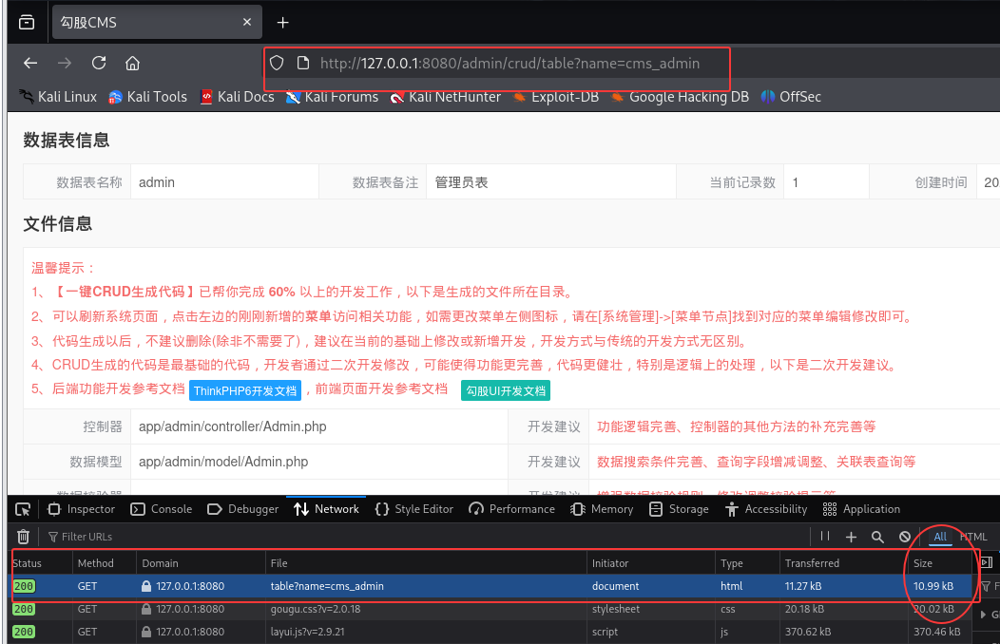 勾股CMS
http://127.0.0.1:8080/admin/crud/table?name=cms_admin
Kali Linux Kali Tools Kali Docs Kali Forums Kali NetHunter Exploit-DB Google Hacking DB OffSec
数据表信息
数据表名称 admin 数据表备注 管理员表 当前记录数 1 创建时间 20
文件信息
温馨提示：
1、【一键CRUD生成代码】已帮你完成 60% 以上的开发工作，以下是生成的文件所在目录。
2、可以刷新系统页面，点击左边的刚刚新增的菜单访问相关功能，如需更改菜单左侧图标，请在[系统管理]->[菜单节点]找到对应的菜单编辑修改即可。
3、代码生成以后，不建议删除(除非不需要了)，建议在当前的基础上修改或新增开发，开发方式与传统的开发方式无区别。
4、CRUD生成的代码是最基础的代码，开发者通过二次开发修改，可能使得功能更完善，代码更健壮，特别是逻辑上的处理，以下是二次开发建议。
5、后端功能开发参考文档 ThinkPHP6开发文档 ，前端页面开发参考文档 勾股UI开发文档
控制器 app/admin/controller/Admin.php 开发建议 功能逻辑完善、控制器的其他方法的补充完善等
数据模型 app/admin/model/Admin.php 开发建议 数据搜索条件完善、查询字段增减调整、关联表查询等
Inspector Console Debugger Network Style Editor Performance Memory Storage Accessibility Application
Filter URLs All HTML
Status Method Domain File Initiator Type Transferred Size
200 GET 127.0.0.1:8080 table?name=cms_admin document html 11.27 kB 10.99 kB
200 GET 127.0.0.1:8080 gougu.css?v=2.0.18 stylesheet css 20.18 kB 20.02 kB
200 GET 127.0.0.1:8080 layui.js?v=2.9.21 script js 370.62 kB 370.46 kB